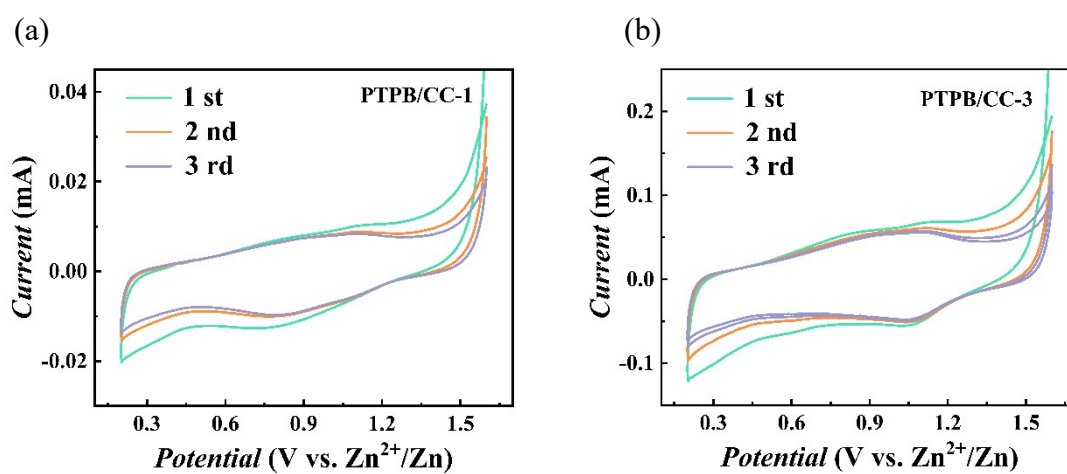 (a)
PTPB/CC-1
1 st
2 nd
3 rd
0.04
0.02
0.00
-0.02
Current (mA)
0.3 0.6 0.9 1.2 1.5
Potential (V vs. Zn²⁺/Zn)
(b)
PTPB/CC-3
1 st
2 nd
3 rd
0.2
0.1
0.0
-0.1
Current (mA)
0.3 0.6 0.9 1.2 1.5
Potential (V vs. Zn²⁺/Zn)